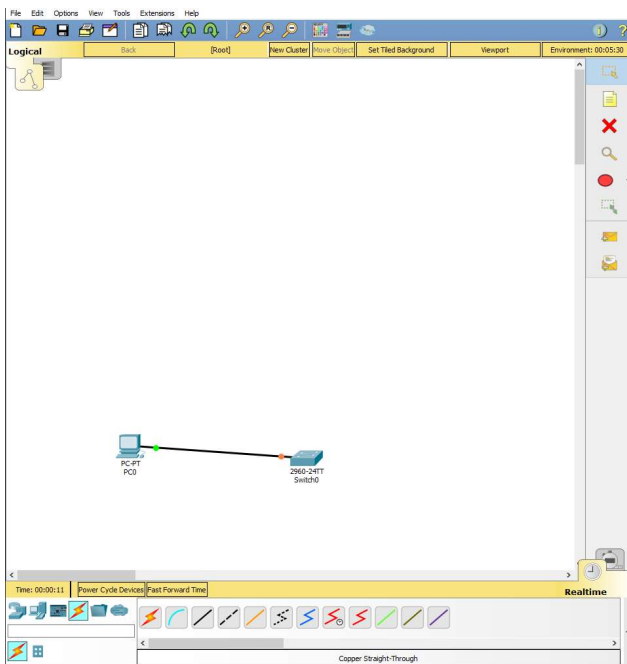 File Edit Options View Tools Extensions Help
Logical Back [Root] New Cluster Move Object Set Tiled Background Viewport Environment: 00:05:30
PC-PT
PC0
2960-24TT
Switch0
Time: 00:00:11 Power Cycle Devices Fast Forward Time Realtime
Copper Straight-Through